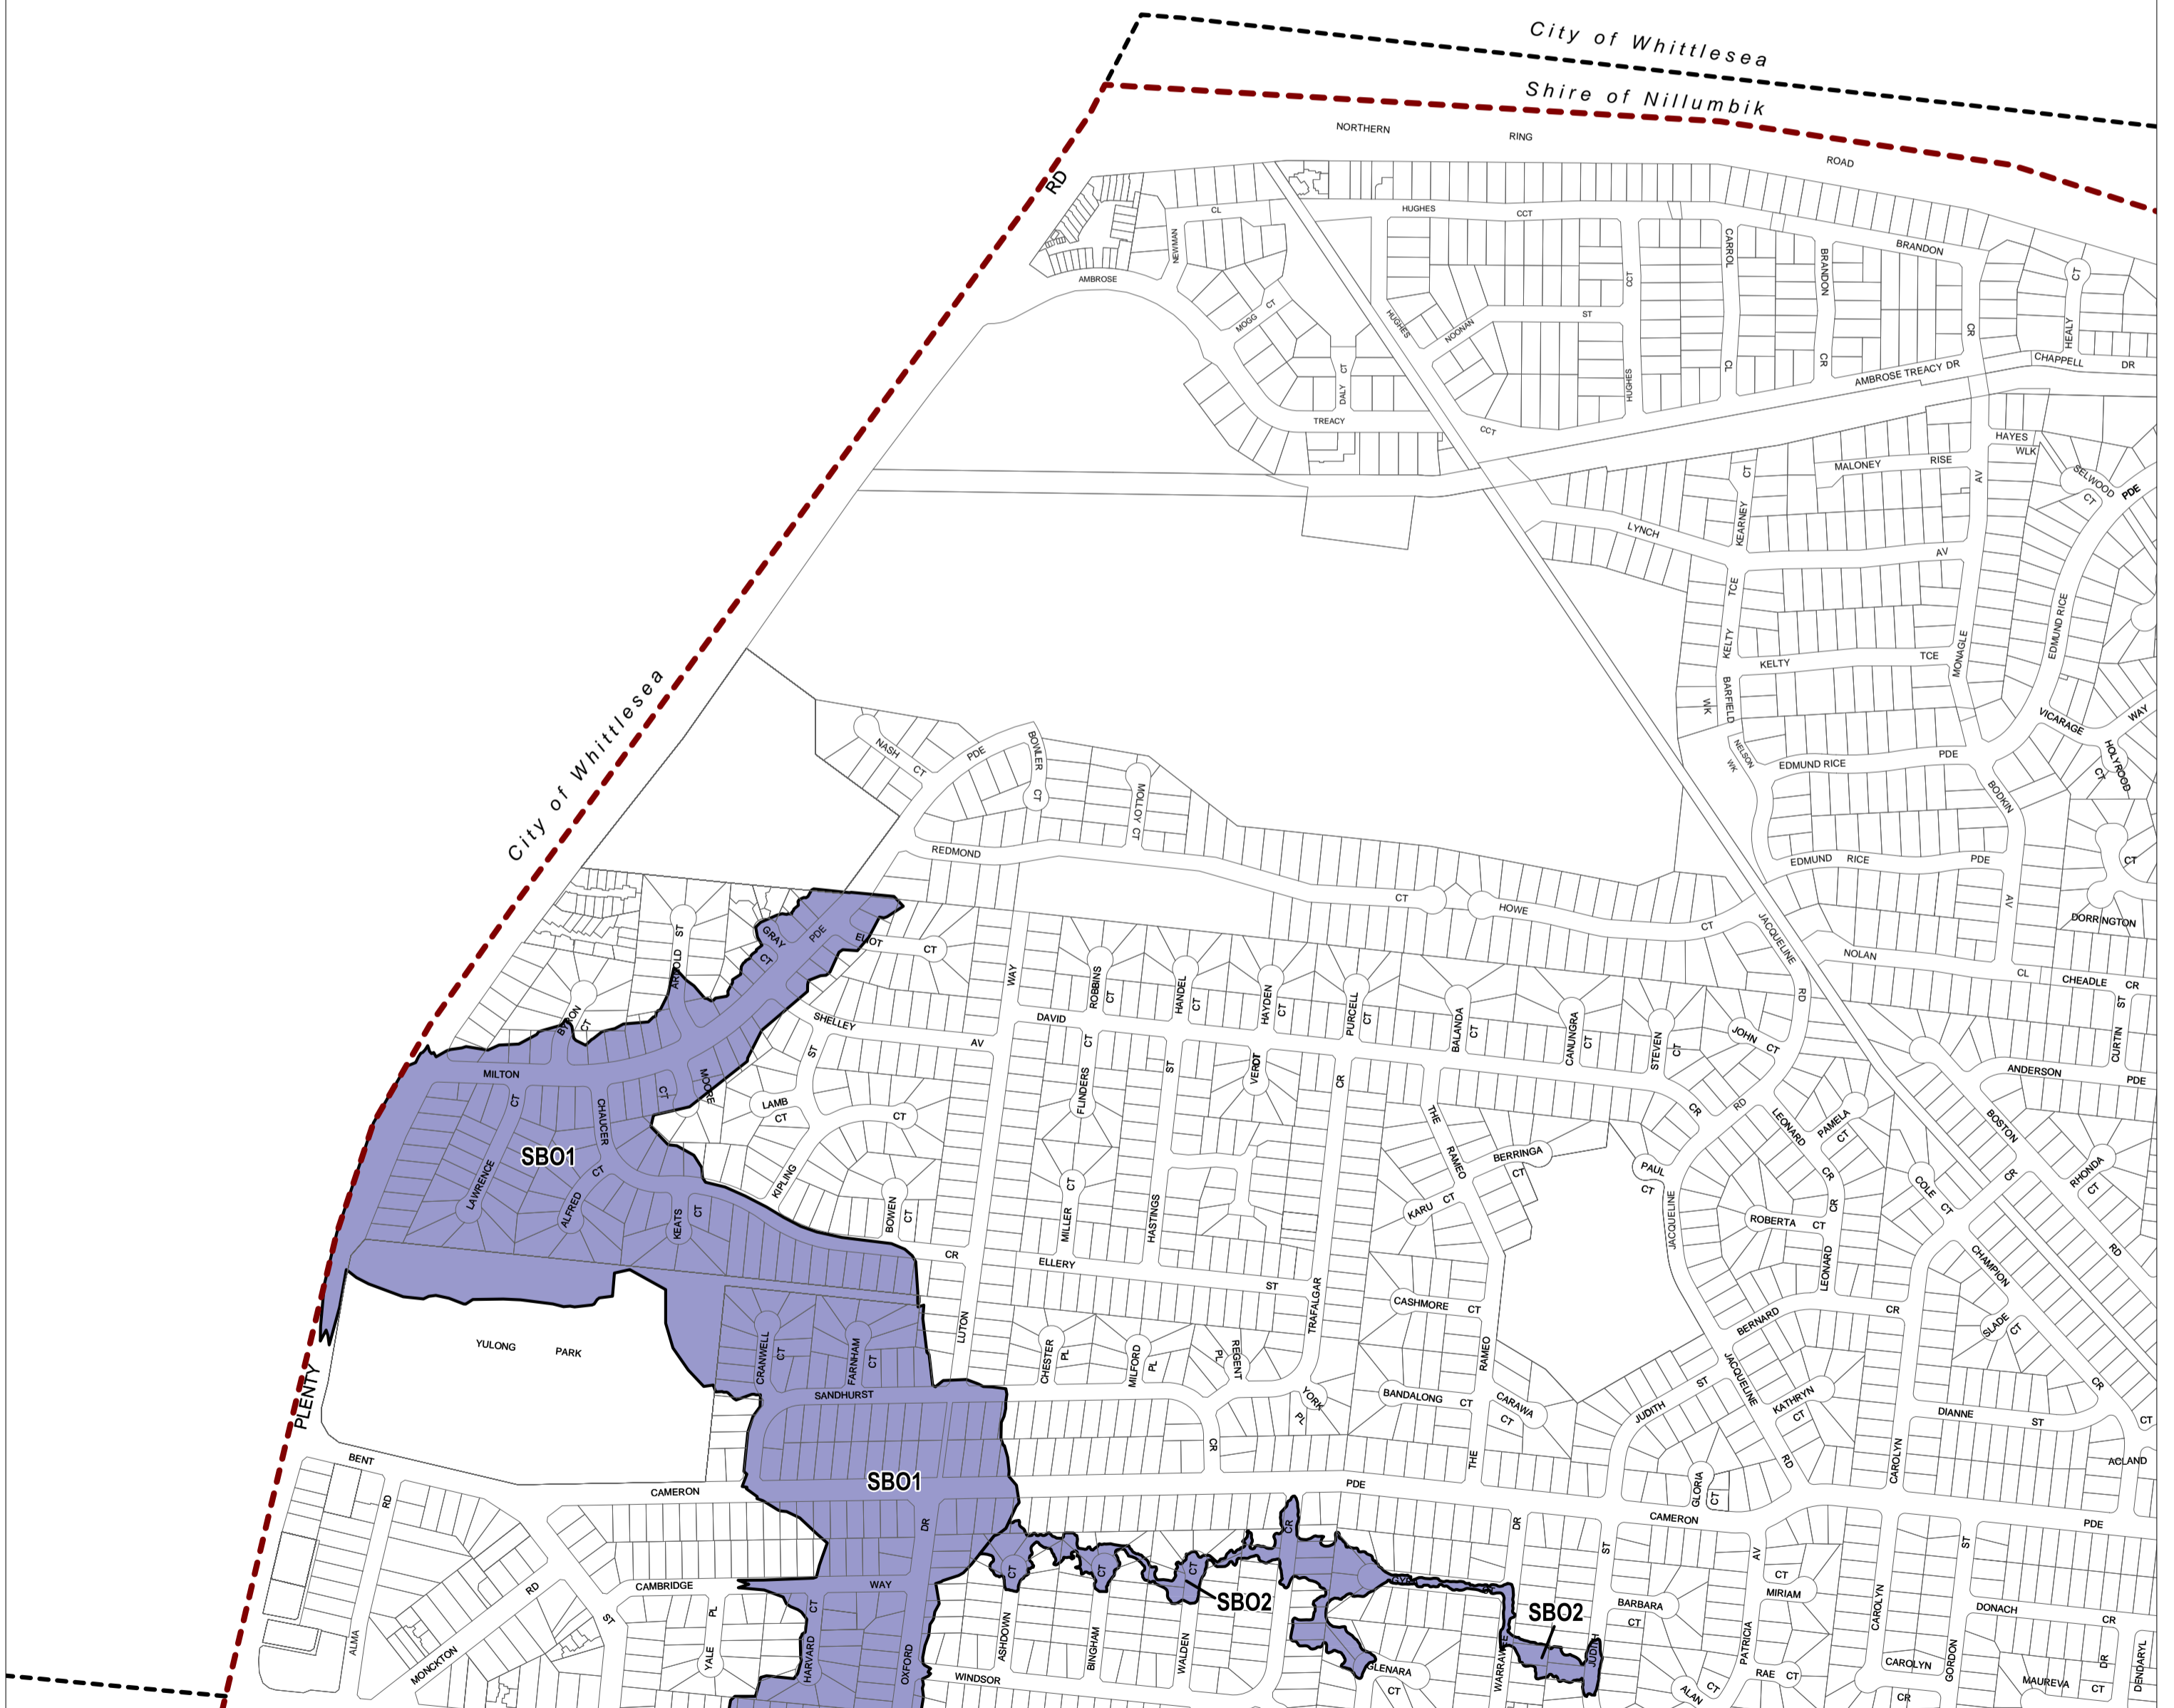 City of Whittlesea
Shire of Nillumbik
NORTHERN
RING
ROAD
RD
CL
HUGHES
CCT
NEWMAN
CARROL
BRANDON
BRANDON
AMBROSE
CCT
CT
CT
MOGG
HUGHES
NOONAN
ST
CR
HEALY
CHAPPELL
DR
DALY
CT
CL
CR
AMBROSE TREACY DR
HUGHES
TREACY
CCT
HAYES
WLK
MALONEY
RISE
CT
AV
SELWOOD
CT
PDE
KEARNEY
LYNCH
AV
TCE
EDMUND RICE
KELTY
KELTY
TCE
MONAGLE
City of Whittlesea
WK
BARFIELD
VICARAGE
WAY
NASH
CT
PDE
BOWLER
CT
NELSON
WK
EDMUND RICE
PDE
HOLYROOD
CT
MOLLOY CT
BODKIN
REDMOND
EDMUND
RICE
PDE
CT
CT
HOWE
CT
AV
DORRINGTON
ARNOLD
ST
GRAY
CT
PDE
ELIOT
CT
JACQUELINE
RD
NOLAN
CL
CHEADLE
CR
WAY
ROBBINS
CT
HANDEL
CT
HAYDEN
CT
PURCELL
CT
BALANDA
CT
CANUNGRA
CT
STEVEN
CT
JOHN
CT
ST
CURTIN
BYRON
CT
SHELLEY
AV
DAVID
ST
CT
ST
VERDI
CT
MILTON
CT
CHAUCER
CT
MOORE
LAMB
CT
CT
FLINDERS
CR
ANDERSON
PDE
THE
RAMEO
CR
RD
LEONARD
PAMELA
CT
BOSTON
SBO1
LAWRENCE
ALFRED
CT
KEATS
CT
KIPLING
BOWEN
CT
CT
MILLER
HASTINGS
BERRINGA
CT
KARU
CT
PAUL
CT
CR
CR
COLE
CT
CR
RHONDA
CT
JACQUELINE
ROBERTA
CT
LEONARD
RD
CR
ELLERY
ST
TRAFALGAR
CHAMPION
CASHMORE
CT
BERNARD
CR
SLADE
CT
YULONG
PARK
CRANWELL
CT
FARNHAM
CT
LUTON
CHESTER
PL
MILFORD
PL
PL
REGENT
RAMEO
PLENTY
SANDHURST
YORK
PL
BANDALONG
CT
CARAWA
CT
JUDITH
ST
JACQUELINE
KATHRYN
CT
CR
DIANNE
ST
CT
BENT
CR
THE
RD
CAROLYN
ACLAND
SBO1
CAMERON
PDE
GLORIA
CT
RD
DR
CR
DR
CAMERON
PDE
ST
AV
ST
CAMBRIDGE
WAY
CT
CT
CT
SBO2
SBO2
CT
MIRIAM
RD
ST
PL
CT
BARBARA
CT
CAROLYN
DONACH
CR
ALMA
MONCKTON
YALE
HARVARD
OXFORD
ASHDOWN
BINGHAM
WALDEN
WINDSOR
GLENARA
CT
WARRAWEE
JUDITH
PATRICIA
RAE
CT
CAROLYN
GORDON
DR
DENDARYL
MAUREVA
CT
ALAN
CT
CR